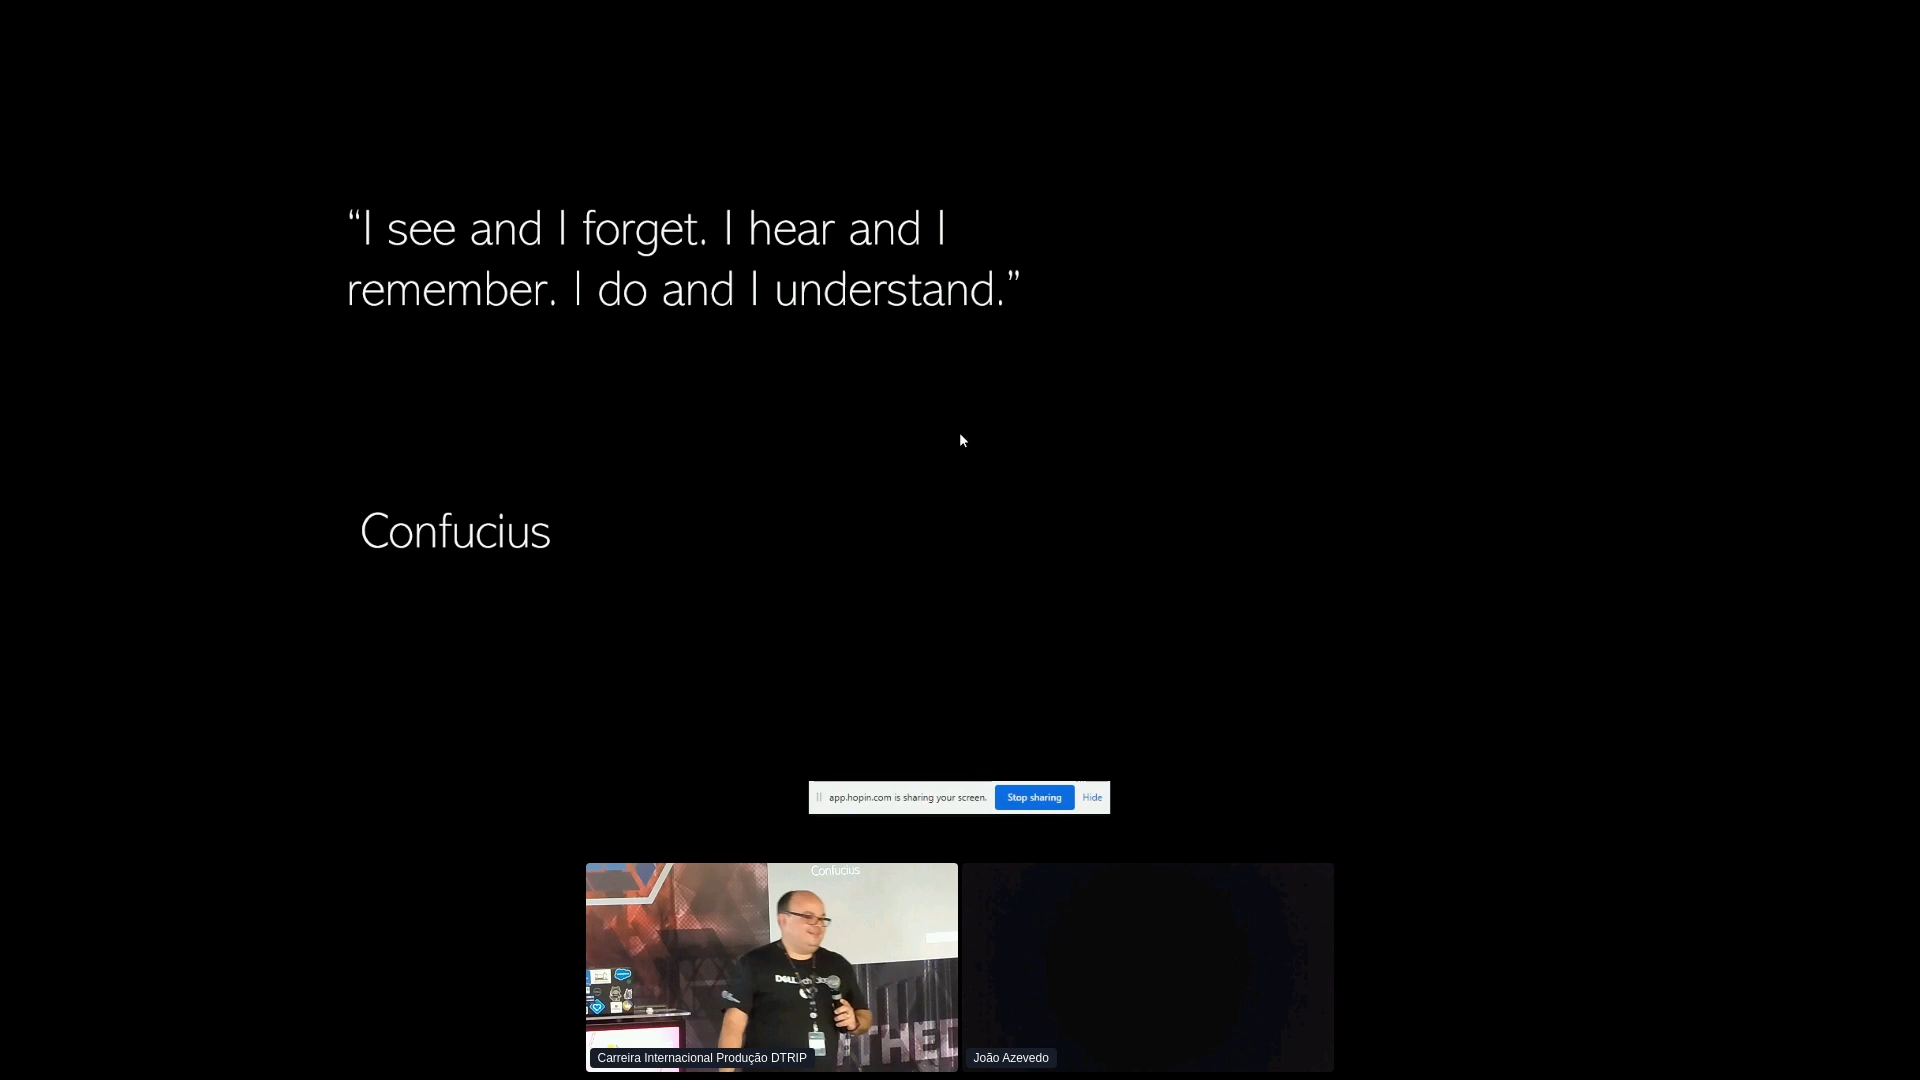 “I see and I forget. I hear and I
remember. I do and I understand.”
Confucius
app.hopin.com is sharing your screen.
Stop sharing
Hide
Confucius
DELL
Carreira Internacional Produção DTRIP
João Azevedo